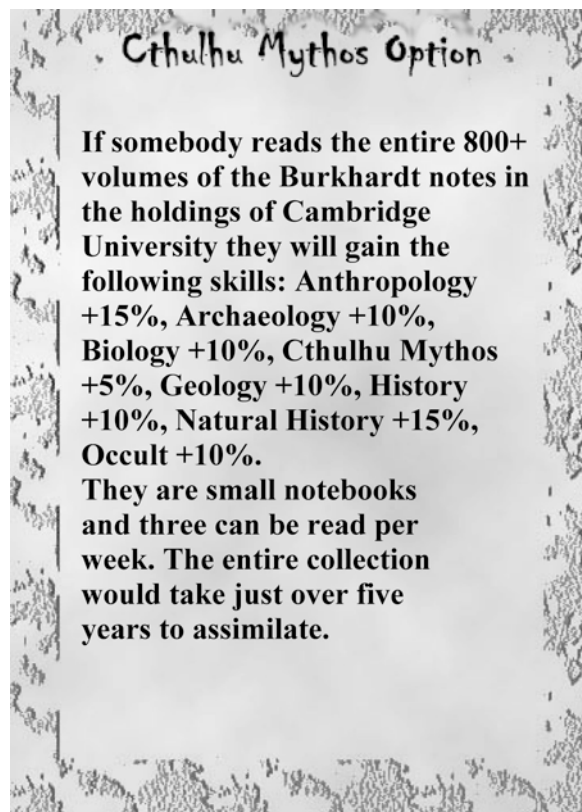 Cthulhu Mythos Option
If somebody reads the entire 800+
volumes of the Burkhardt notes in
the holdings of Cambridge
University they will gain the
following skills: Anthropology
+15%, Archaeology +10%,
Biology +10%, Cthulhu Mythos
+5%, Geology +10%, History
+10%, Natural History +15%,
Occult +10%.
They are small notebooks
and three can be read per
week. The entire collection
would take just over five
years to assimilate.